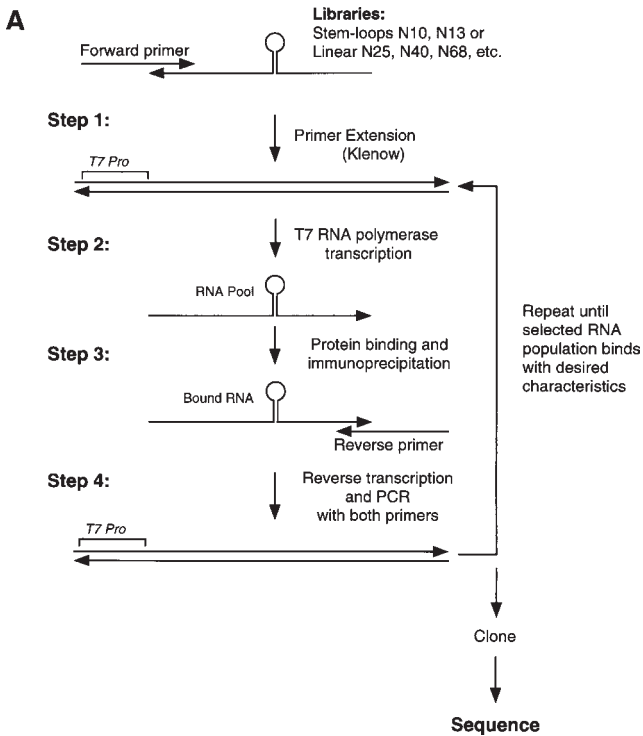 A
Libraries:
Stem-loops N10, N13 or
Linear N25, N40, N68, etc.
Forward primer
Step 1:
Primer Extension
(Klenow)
T7 Pro
Step 2:
T7 RNA polymerase
transcription
RNA Pool
Step 3:
Protein binding and
immunoprecipitation
Bound RNA
Reverse primer
Repeat until
selected RNA
population binds
with desired
characteristics
Step 4:
Reverse transcription
and PCR
with both primers
T7 Pro
Clone
Sequence